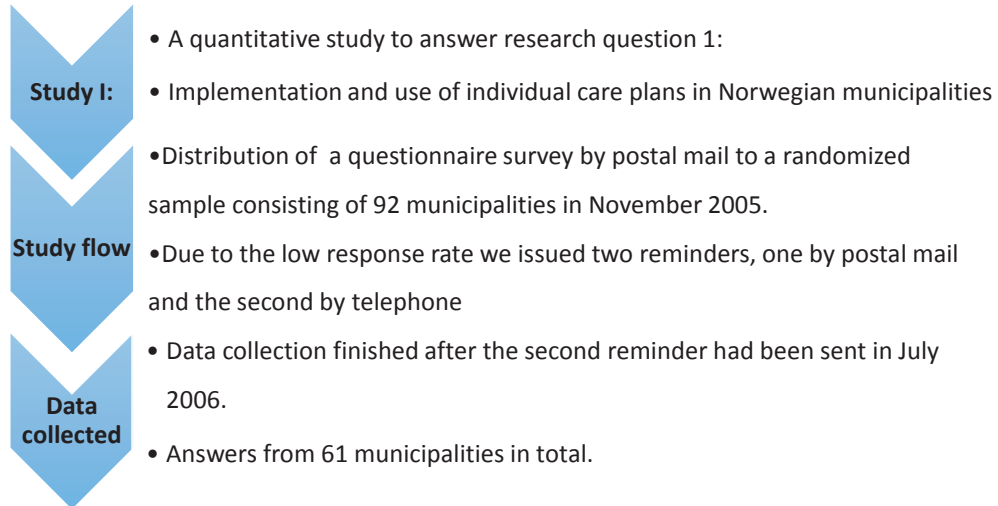 Study I:
• A quantitative study to answer research question 1:
• Implementation and use of individual care plans in Norwegian municipalities
Study flow
•Distribution of a questionnaire survey by postal mail to a randomized
sample consisting of 92 municipalities in November 2005.
•Due to the low response rate we issued two reminders, one by postal mail
and the second by telephone
Data
collected
• Data collection finished after the second reminder had been sent in July
2006.
• Answers from 61 municipalities in total.